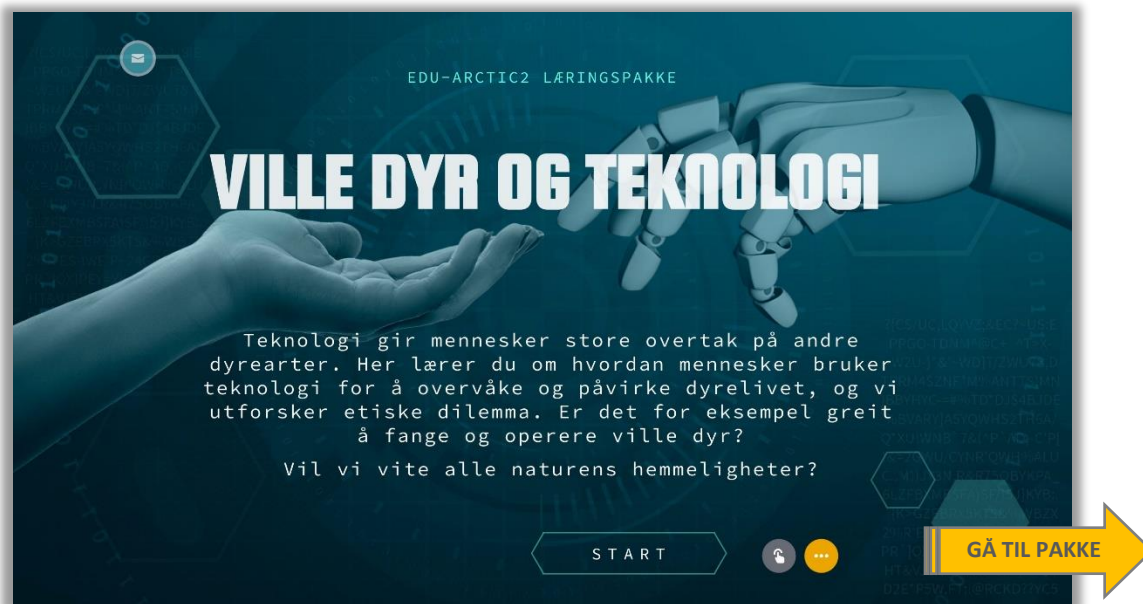 EDU-ARCTIC2 LÆRINGSPAKKE
VILLE DYR OG TEKNOLOGI
Teknologi gir mennesker store overtak på andre
dyrearter. Her lærer du om hvordan mennesker bruker
teknologi for å overvåke og påvirke dyrelivet, og vi
utforsker etiske dilemma. Er det for eksempel greit
å fange og operere ville dyr?
Vil vi vite alle naturens hemmeligheter?
START
GÅ TIL PAKKE